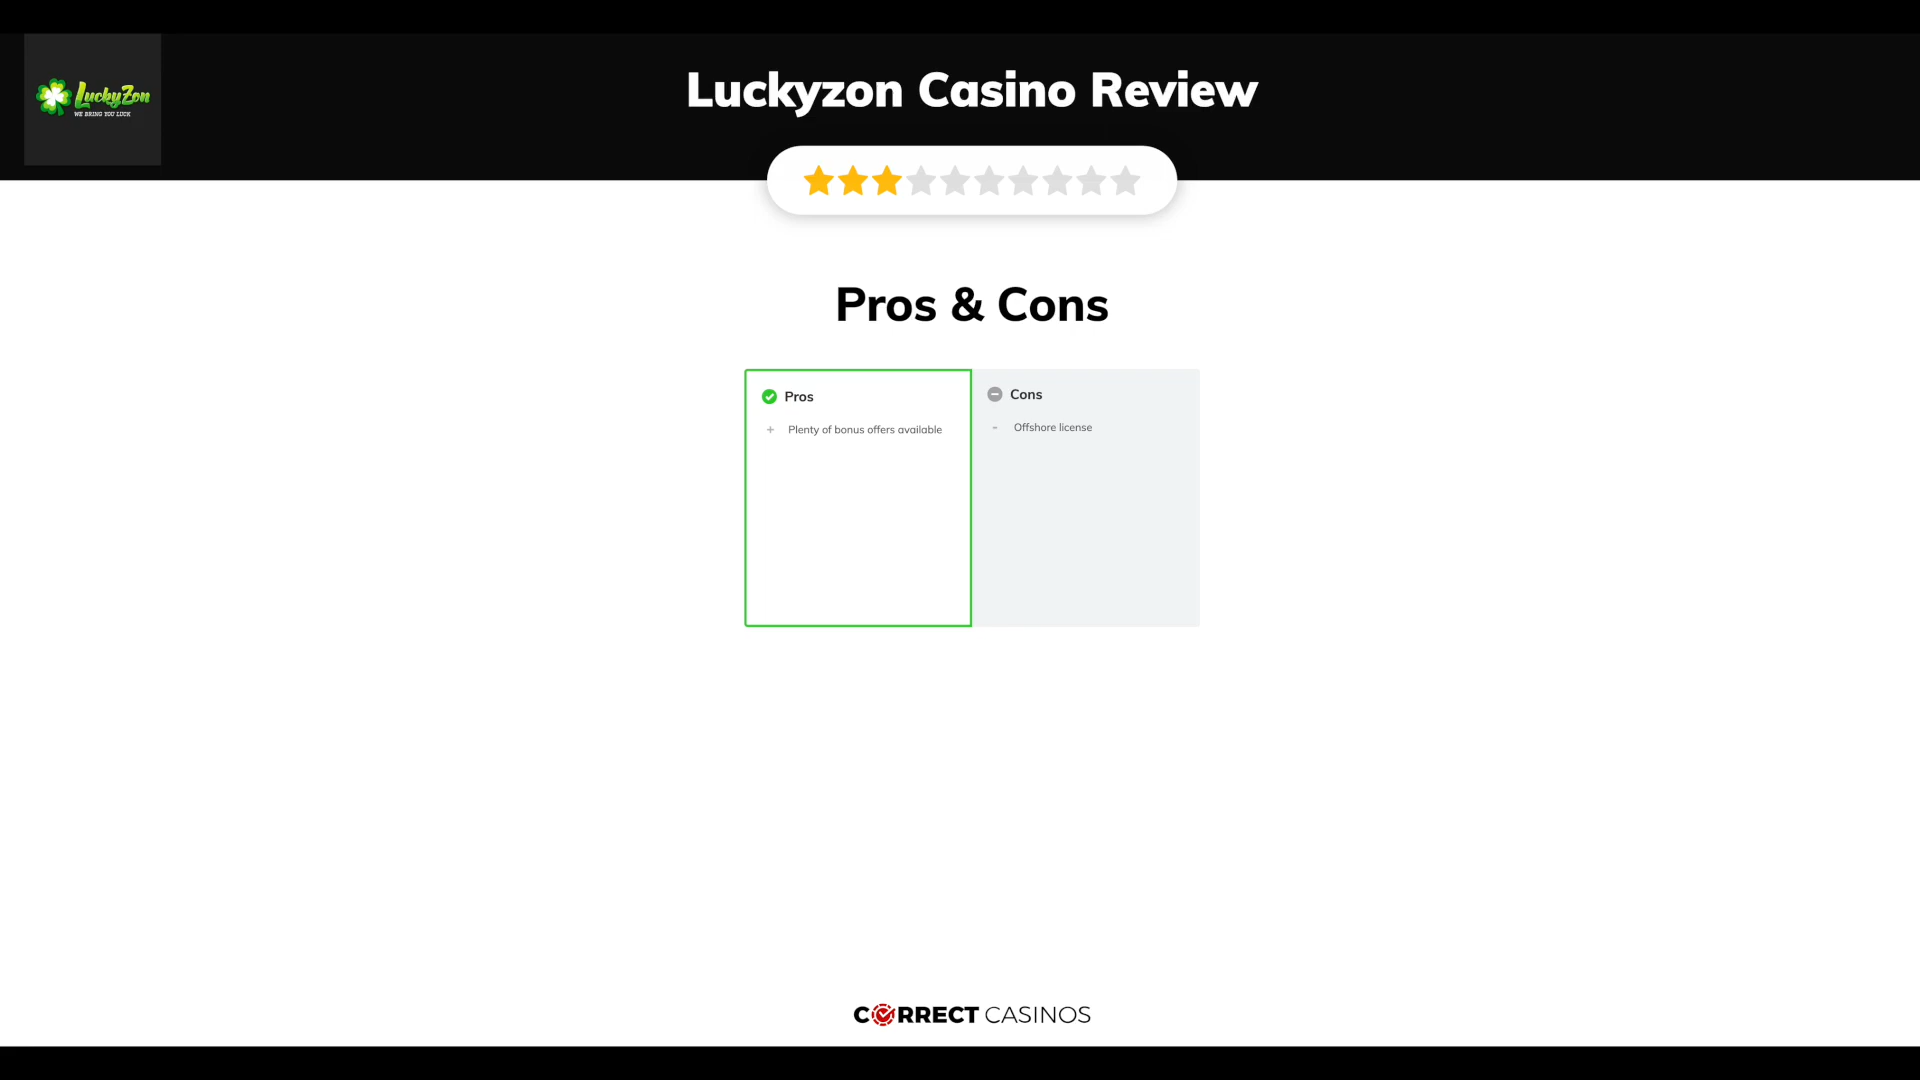 LuckyZon
WE BRING YOU LUCK
Luckyzon Casino Review
Pros & Cons
Pros
+ Plenty of bonus offers available
Cons
- Offshore license
CORRECT CASINOS